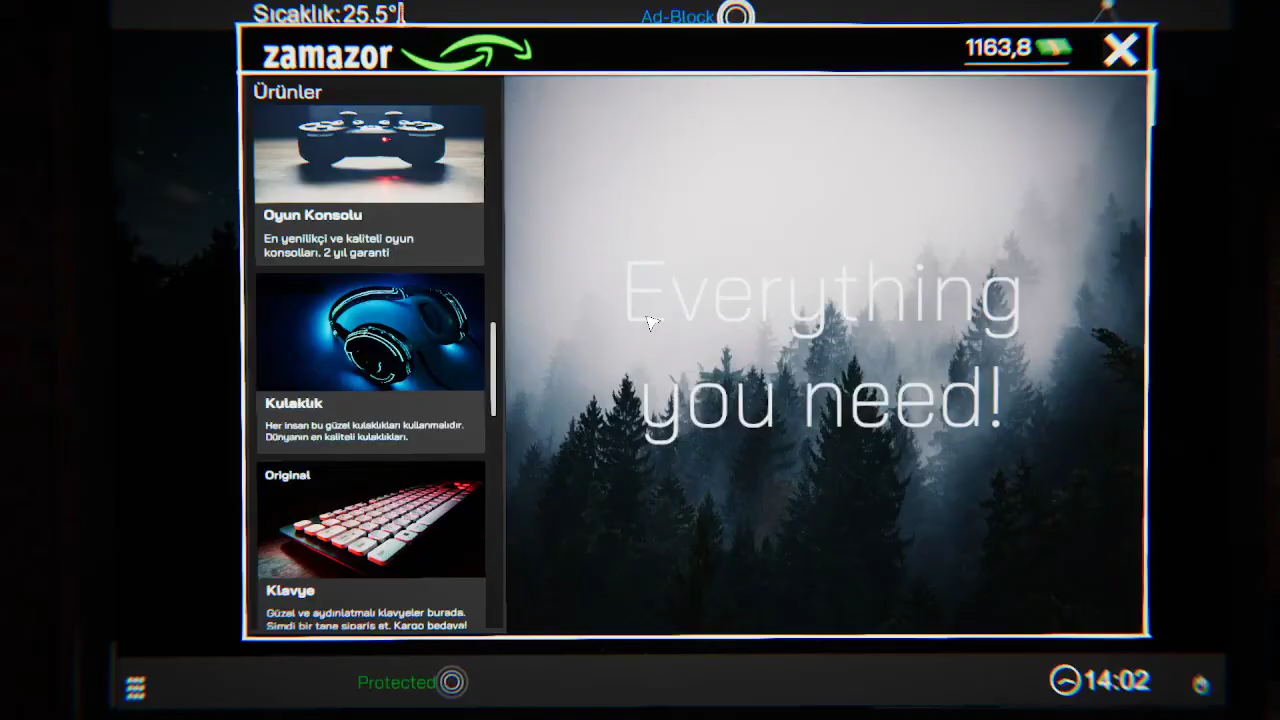 Sıcaklık:25.5°
Ad-Block
zamazor
1163,8
Ürünler
Oyun Konsolu
En yenilikçi ve kaliteli oyun
konsolları. 2 yıl garanti
Kulaklık
Her insan bu güzel kulaklıkları kullanmalıdır.
Dünyanın en kaliteli kulaklıkları.
Original
Klavye
Güzel ve aydınlatmalı klavyeler burada.
Şimdi bir tane sipariş et. Kargo bedava!
Everything
you need!
Protected
14:02